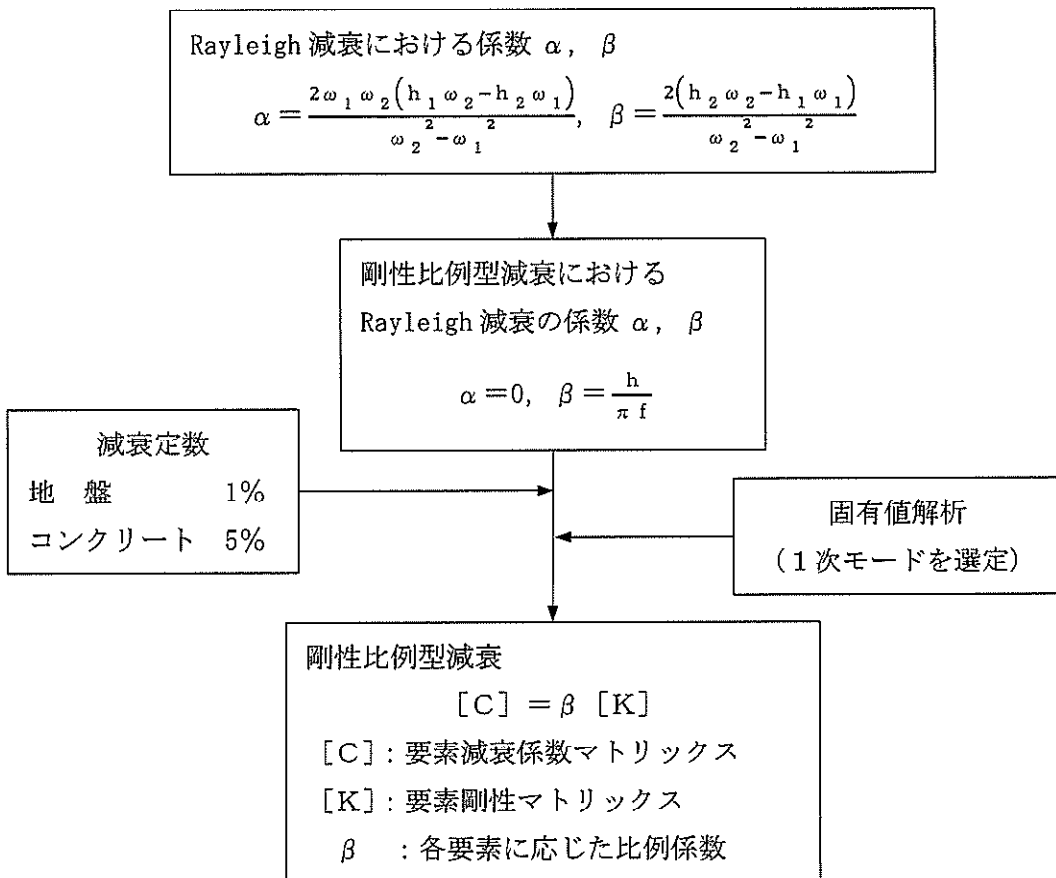 Rayleigh 減衰における係数 α, β
α＝2ω₁ω₂(h₁ω₂−h₂ω₁)/(ω₂²−ω₁²), β＝2(h₂ω₂−h₁ω₁)/(ω₂²−ω₁²)
剛性比例型減衰における
Rayleigh 減衰の係数 α, β
α＝0, β＝h/(π f)
減衰定数
地　盤　1%
コンクリート　5%
固有値解析
(１次モードを選定)
剛性比例型減衰
［C］＝β［K］
［C］：要素減衰係数マトリックス
［K］：要素剛性マトリックス
β　：各要素に応じた比例係数